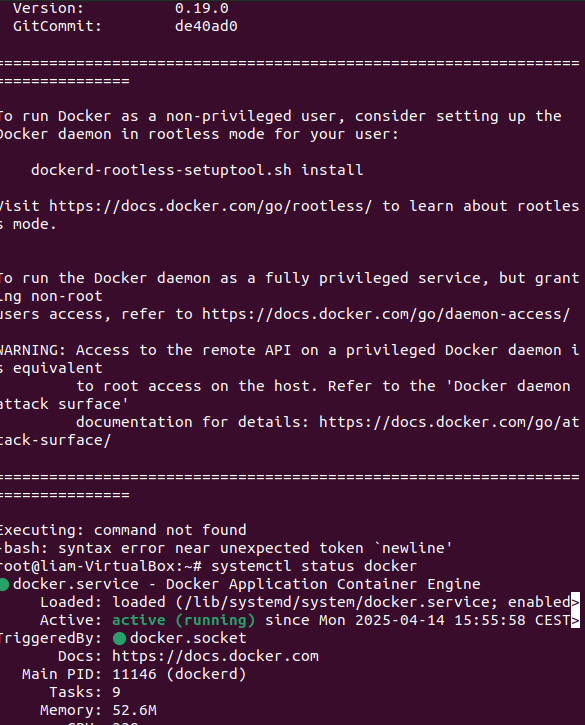 Version: 0.19.0
GitCommit: de40ad0
================================================================
===============
To run Docker as a non-privileged user, consider setting up the
Docker daemon in rootless mode for your user:
dockerd-rootless-setuptool.sh install
Visit https://docs.docker.com/go/rootless/ to learn about rootles
s mode.
To run the Docker daemon as a fully privileged service, but grant
ing non-root
users access, refer to https://docs.docker.com/go/daemon-access/
WARNING: Access to the remote API on a privileged Docker daemon i
s equivalent
to root access on the host. Refer to the 'Docker daemon
attack surface'
documentation for details: https://docs.docker.com/go/at
tack-surface/
================================================================
===============
Executing: command not found
-bash: syntax error near unexpected token `newline'
root@liam-VirtualBox:~# systemctl status docker
● docker.service - Docker Application Container Engine
Loaded: loaded (/lib/systemd/system/docker.service; enabled>
Active: active (running) since Mon 2025-04-14 15:55:58 CEST>
TriggeredBy: ● docker.socket
Docs: https://docs.docker.com
Main PID: 11146 (dockerd)
Tasks: 9
Memory: 52.6M